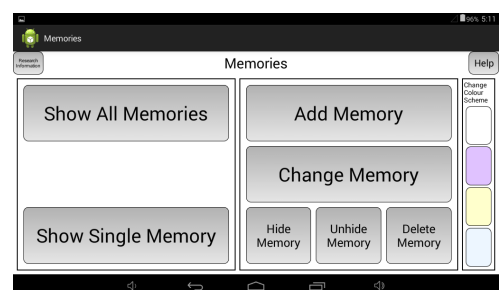 96% 5:11
Memories
Research
Information
Memories
Help
Show All Memories
Show Single Memory
Add Memory
Change Memory
Hide
Memory
Unhide
Memory
Delete
Memory
Change
Colour
Scheme